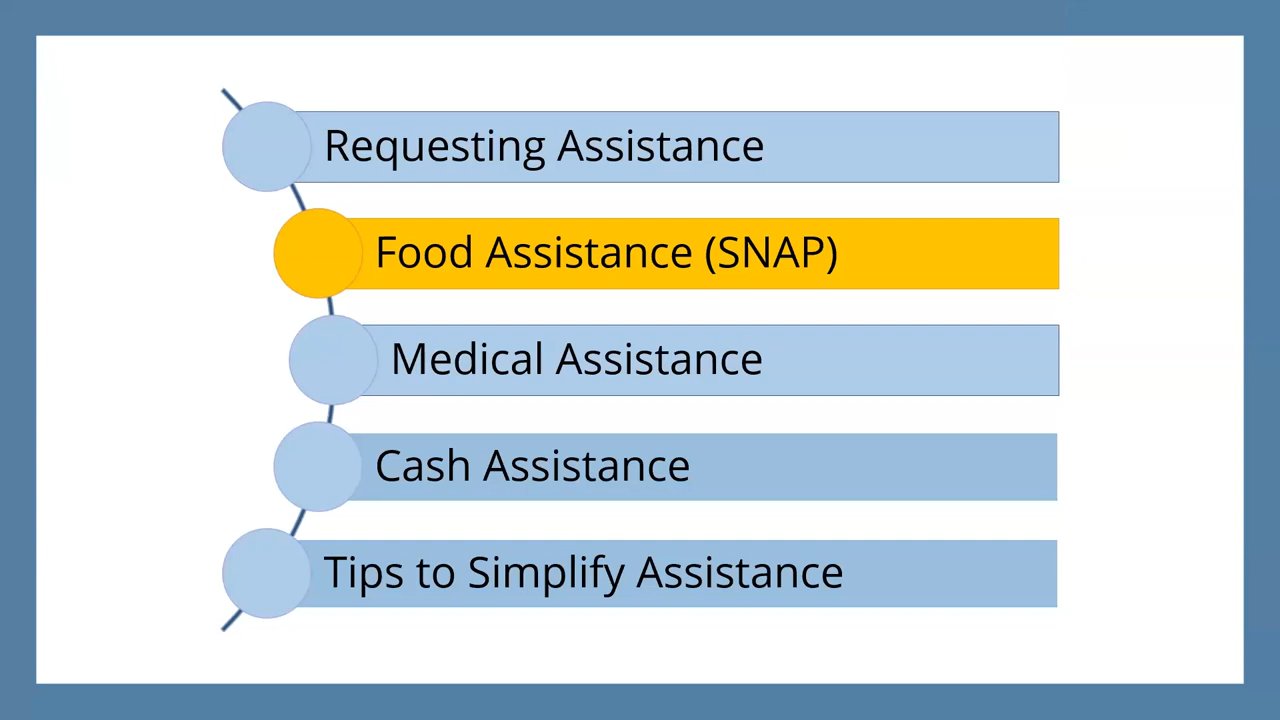 Requesting Assistance
Food Assistance (SNAP)
Medical Assistance
Cash Assistance
Tips to Simplify Assistance